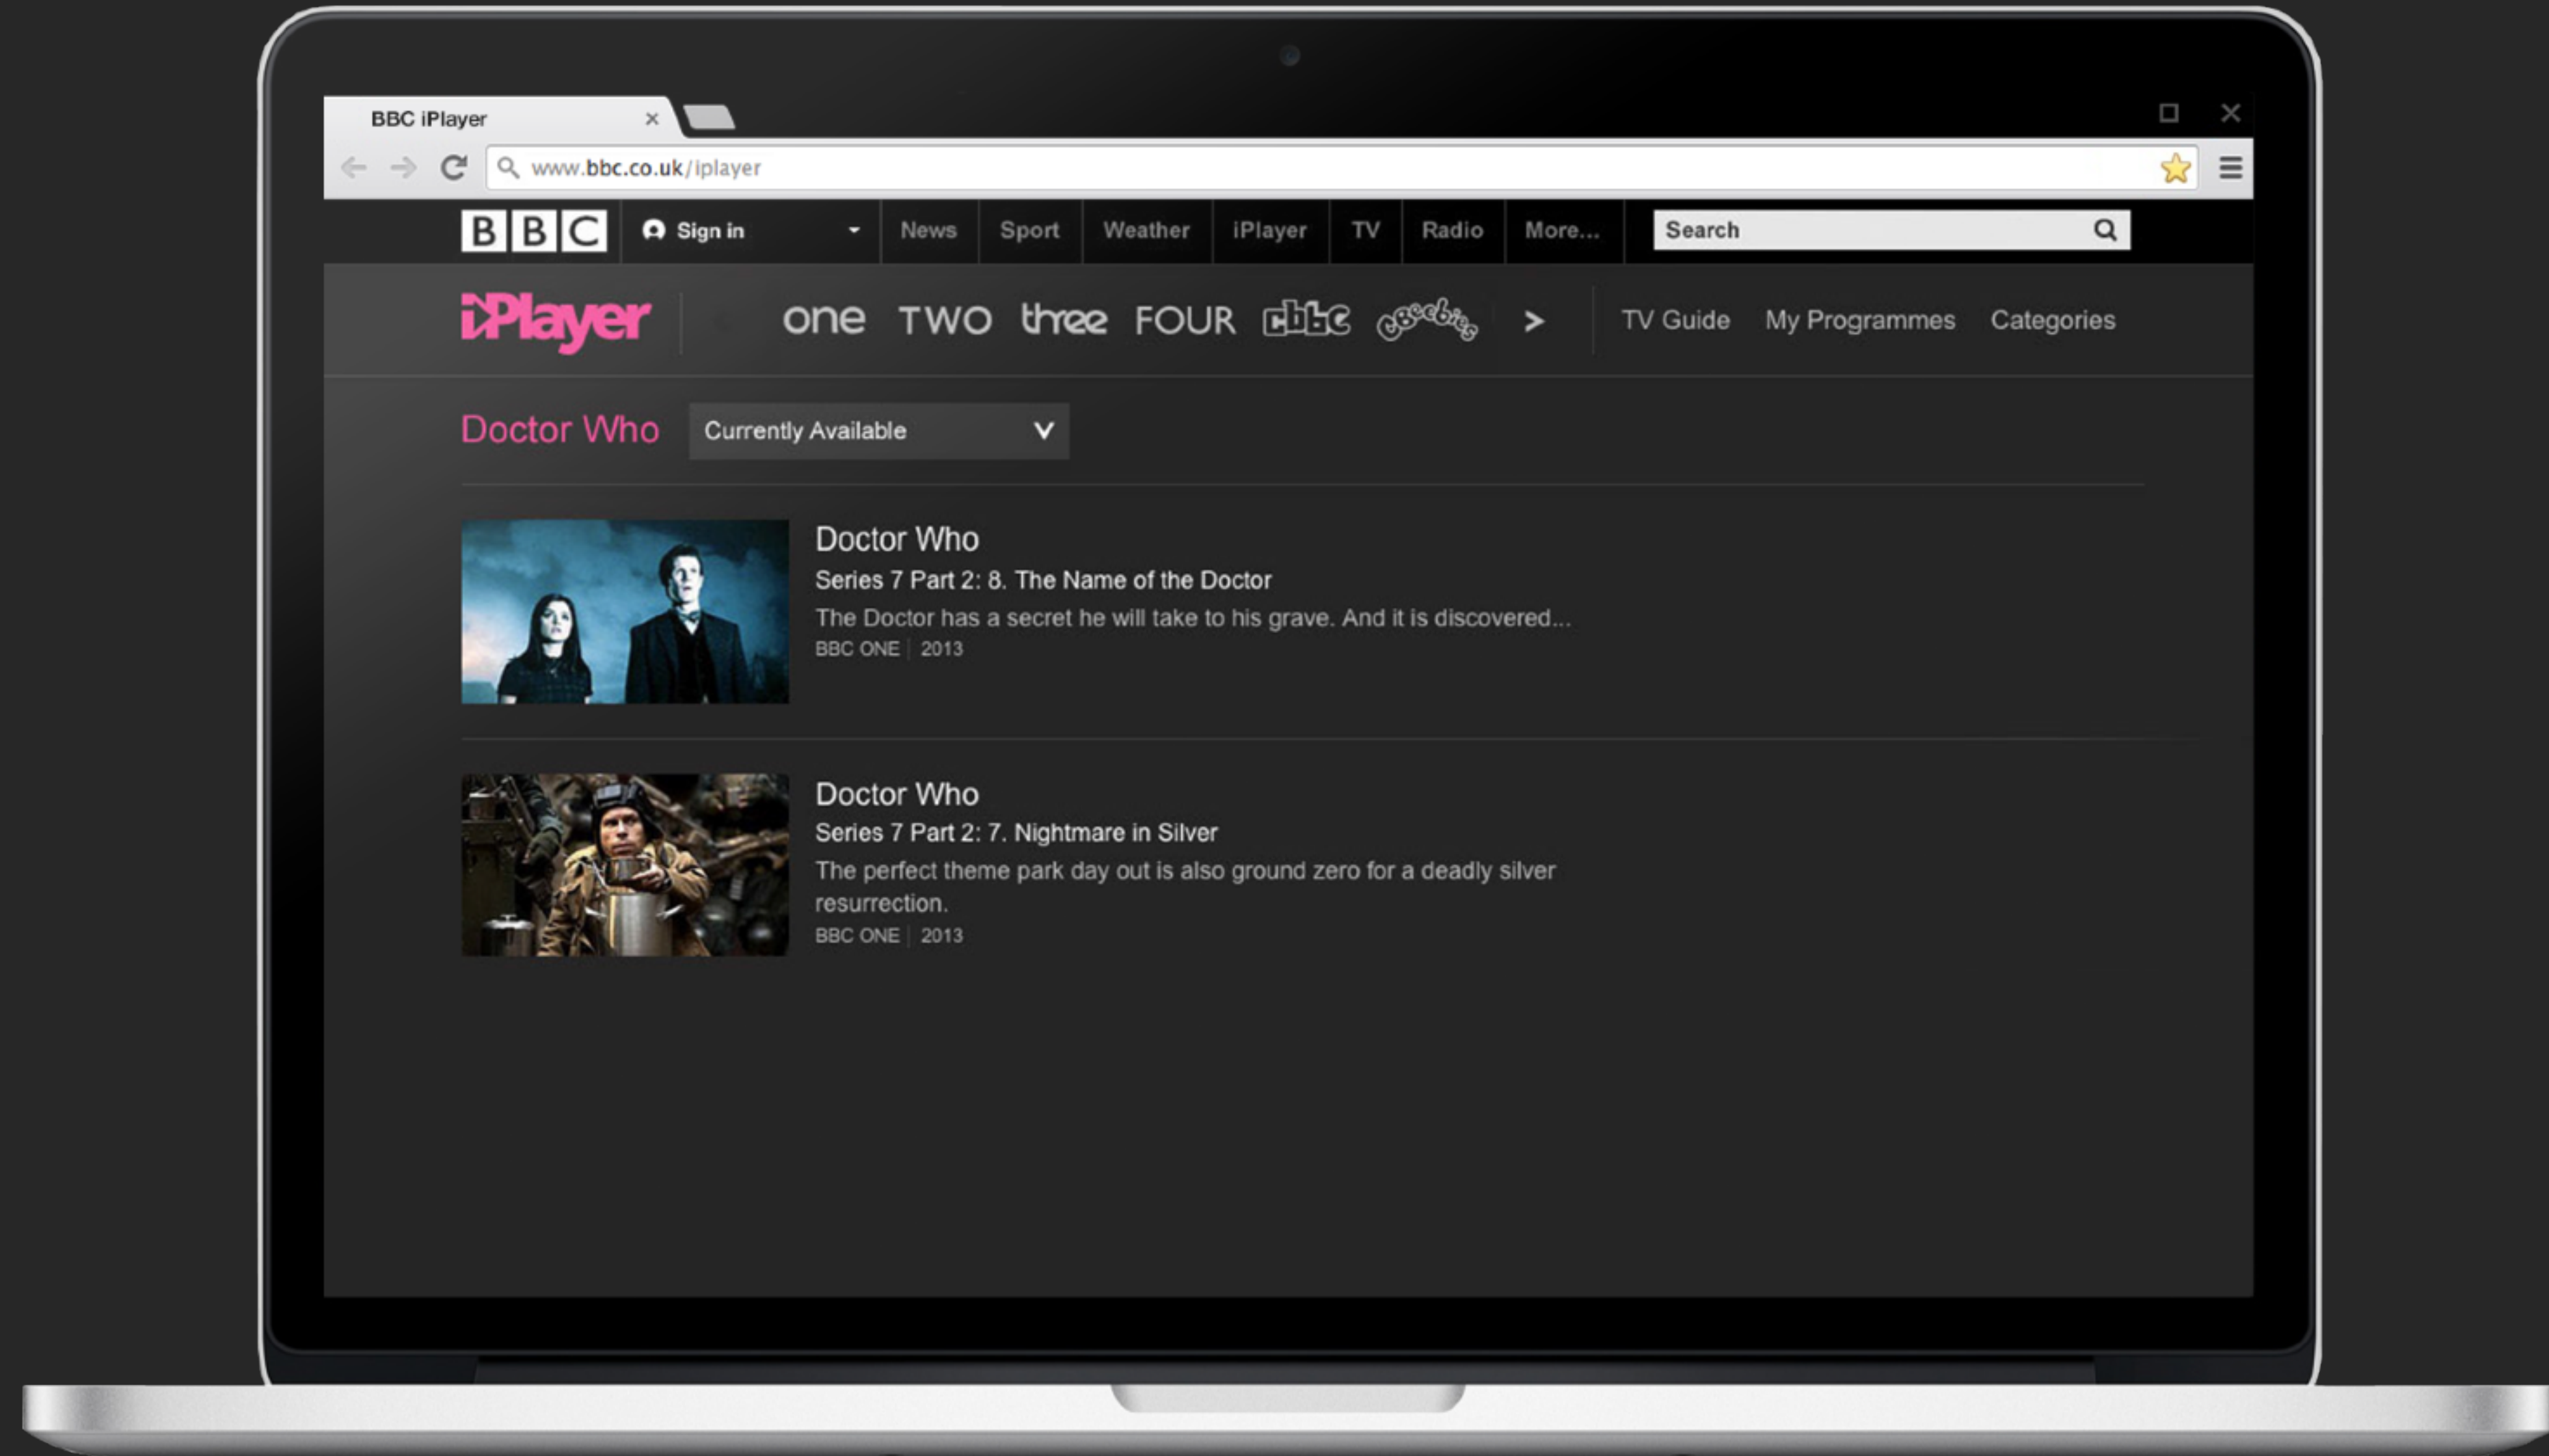 BBC iPlayer
www.bbc.co.uk/iplayer
BBC Sign in News Sport Weather iPlayer TV Radio More... Search
iPlayer one TWO three FOUR cbbc CBeebies > TV Guide My Programmes Categories
Doctor Who Currently Available
Doctor Who
Series 7 Part 2: 8. The Name of the Doctor
The Doctor has a secret he will take to his grave. And it is discovered...
BBC ONE | 2013
Doctor Who
Series 7 Part 2: 7. Nightmare in Silver
The perfect theme park day out is also ground zero for a deadly silver
resurrection.
BBC ONE | 2013